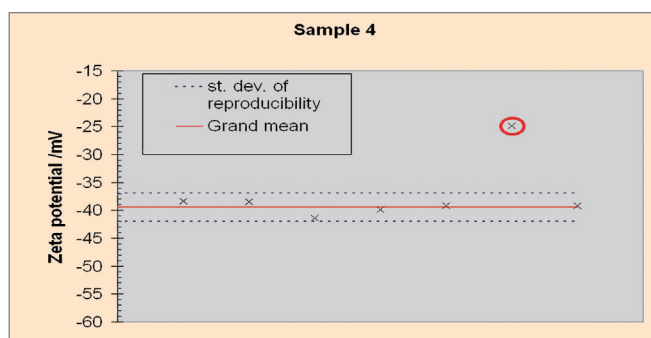 Sample 4
Zeta potential /mV
-15
-20
-25
-30
-35
-40
-45
-50
-55
-60
st. dev. of
reproducibility
Grand mean